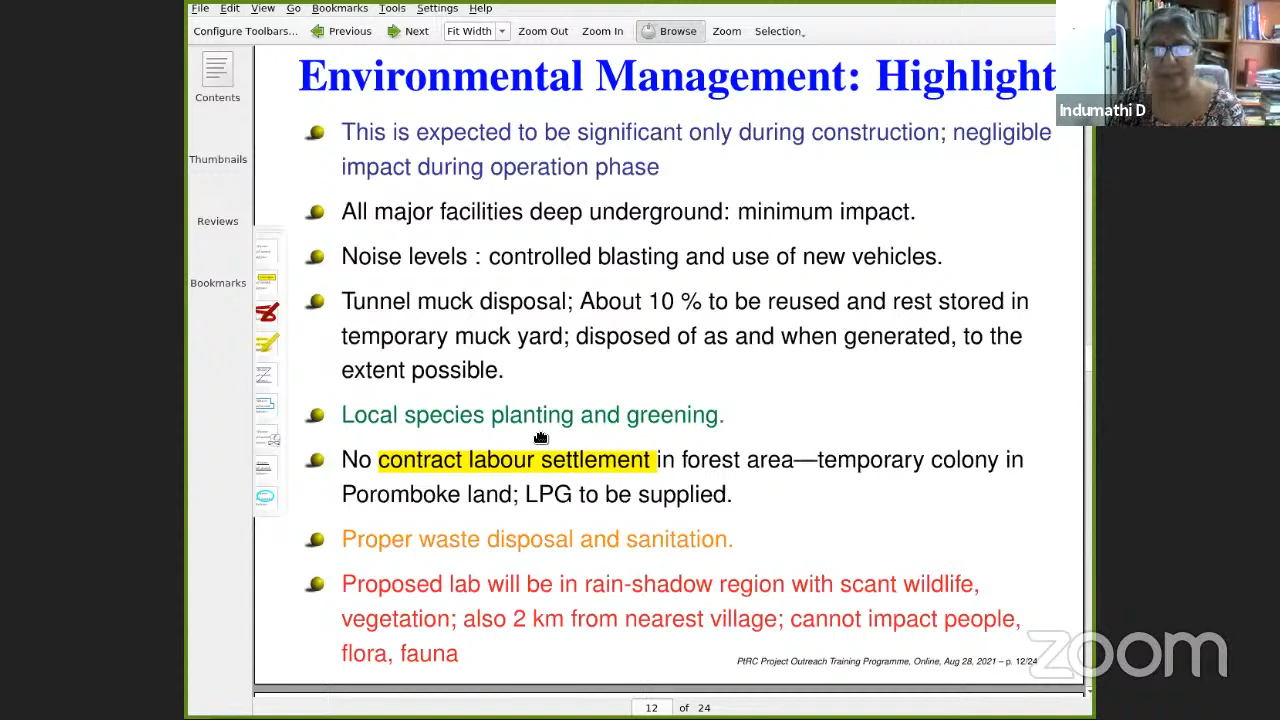 File Edit View Go Bookmarks Tools Settings Help
Configure Toolbars... Previous Next Fit Width Zoom Out Zoom In Browse Zoom Selection
Contents
Thumbnails
Reviews
Bookmarks
Environmental Management: Highlight
This is expected to be significant only during construction; negligible
impact during operation phase
All major facilities deep underground: minimum impact.
Noise levels : controlled blasting and use of new vehicles.
Tunnel muck disposal; About 10 % to be reused and rest stored in
temporary muck yard; disposed of as and when generated, to the
extent possible.
Local species planting and greening.
No contract labour settlement in forest area—temporary colony in
Poromboke land; LPG to be supplied.
Proper waste disposal and sanitation.
Proposed lab will be in rain-shadow region with scant wildlife,
vegetation; also 2 km from nearest village; cannot impact people,
flora, fauna
PtRC Project Outreach Training Programme, Online, Aug 28, 2021 – p. 12/24
12 of 24
Indumathi D
zoom